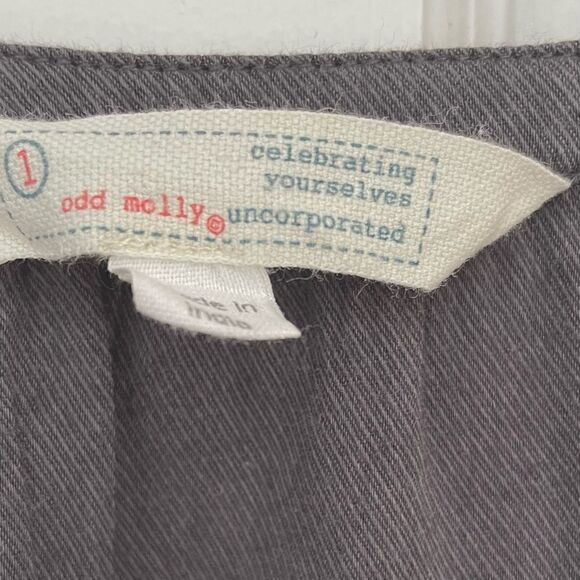 1
celebrating
yourselves
odd molly© uncorporated
made in
India